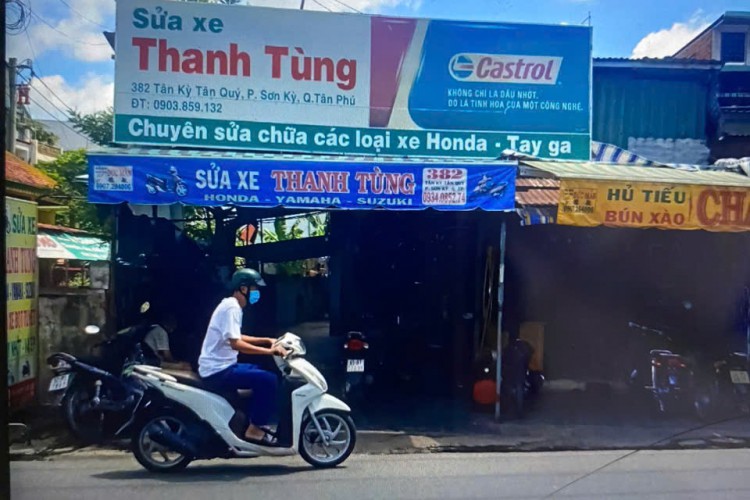 Sửa xe
Thanh Tùng
382 Tân Kỳ Tân Quý, P. Sơn Kỳ, Q.Tân Phú
ĐT: 0903.859.132
Castrol
KHÔNG CHỈ LÀ DẦU NHỚT.
ĐÓ LÀ TINH HOA CỦA MỘT CÔNG NGHỆ.
Chuyên sửa chữa các loại xe Honda - Tay ga
SỬA XE THANH TÙNG
HONDA - YAMAHA - SUZUKI
382
HỦ TIẾU
BÚN XÀO